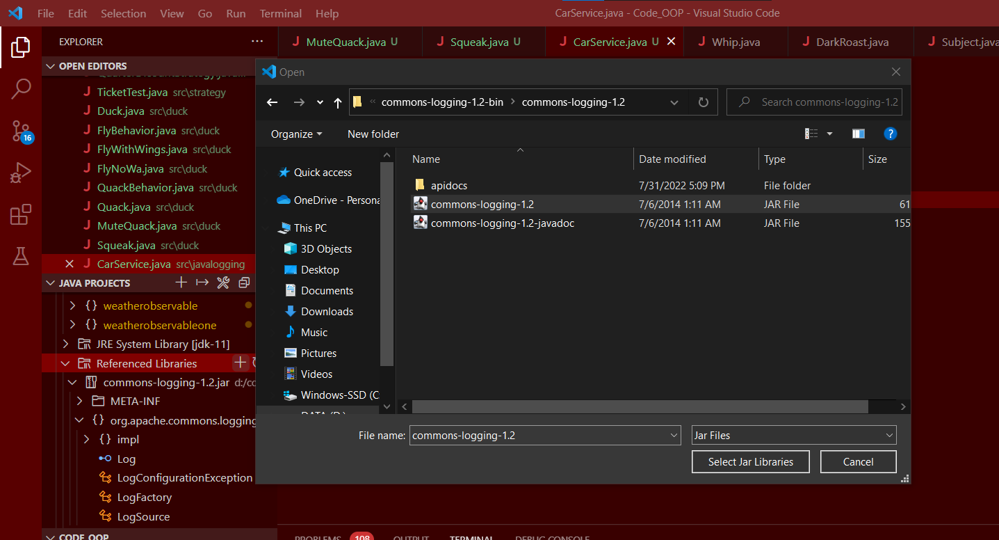 File Edit Selection View Go Run Terminal Help CarService.java - Code_OOP - Visual Studio Code
EXPLORER ...
MuteQuack.java U Squeak.java U CarService.java U Whip.java DarkRoast.java Subject.java
OPEN EDITORS
TicketTest.java src\strategy
Duck.java src\duck
FlyBehavior.java src\duck
FlyWithWings.java src\duck
FlyNoWa.java src\duck
QuackBehavior.java src\duck
Quack.java src\duck
MuteQuack.java src\duck
Squeak.java src\duck
CarService.java src\javalogging
16
JAVA PROJECTS
{} weatherobservable
{} weatherobservableone
JRE System Library [jdk-11]
Referenced Libraries
commons-logging-1.2.jar d:/co
META-INF
{} org.apache.commons.logging
{} impl
Log
LogConfigurationException
LogFactory
LogSource
CODE_OOP
Open
« commons-logging-1.2-bin > commons-logging-1.2
Search commons-logging-1.2
Organize New folder
?
Quick access
OneDrive - Persona
This PC
3D Objects
Desktop
Documents
Downloads
Music
Pictures
Videos
Windows-SSD (C
DATA (D:)
Name Date modified Type Size
apidocs 7/31/2022 5:09 PM File folder
commons-logging-1.2 7/6/2014 1:11 AM JAR File 61
commons-logging-1.2-javadoc 7/6/2014 1:11 AM JAR File 155
File name: commons-logging-1.2 Jar Files
Select Jar Libraries Cancel
PROBLEMS 108 OUTPUT TERMINAL DEBUG CONSOLE